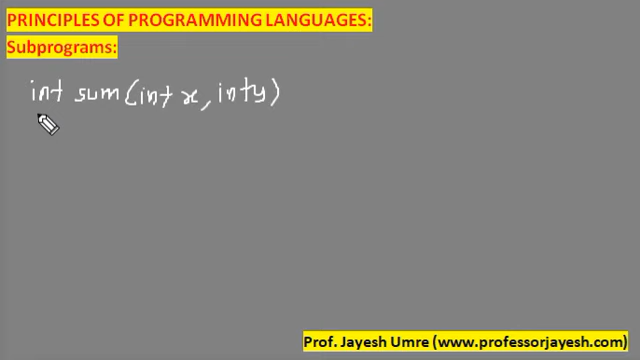 PRINCIPLES OF PROGRAMMING LANGUAGES:
Subprograms:
int sum(int x, int y)
Prof. Jayesh Umre (www.professorjayesh.com)